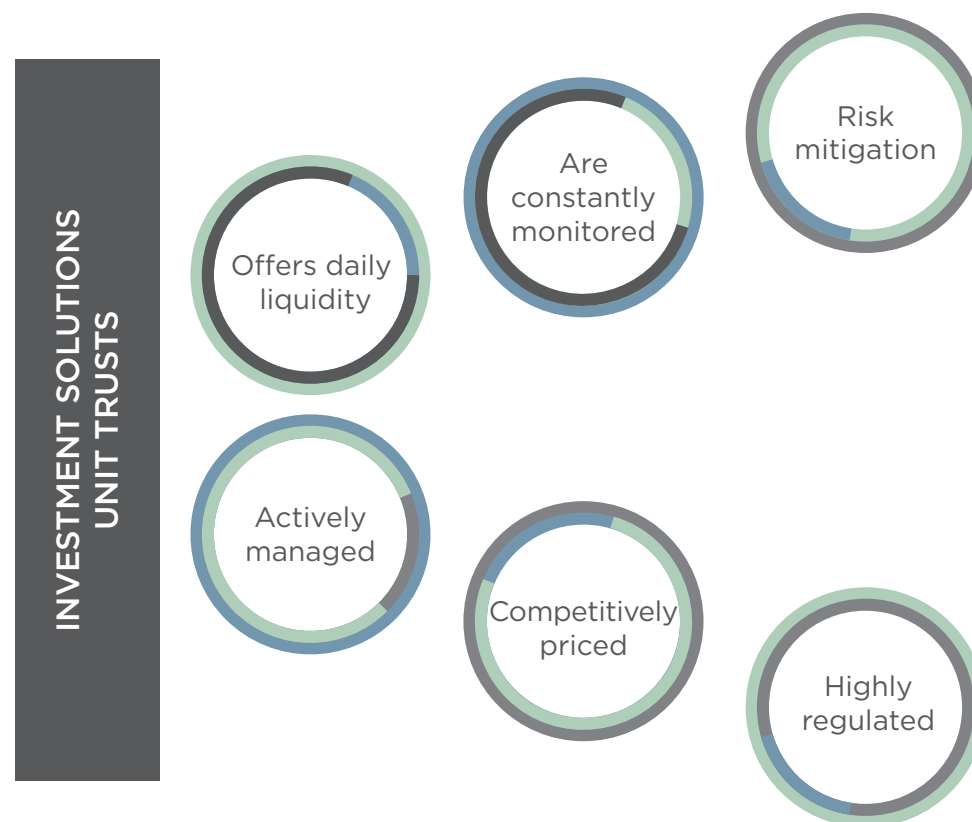 INVESTMENT SOLUTIONS
UNIT TRUSTS
Offers daily
liquidity
Are
constantly
monitored
Risk
mitigation
Actively
managed
Competitively
priced
Highly
regulated